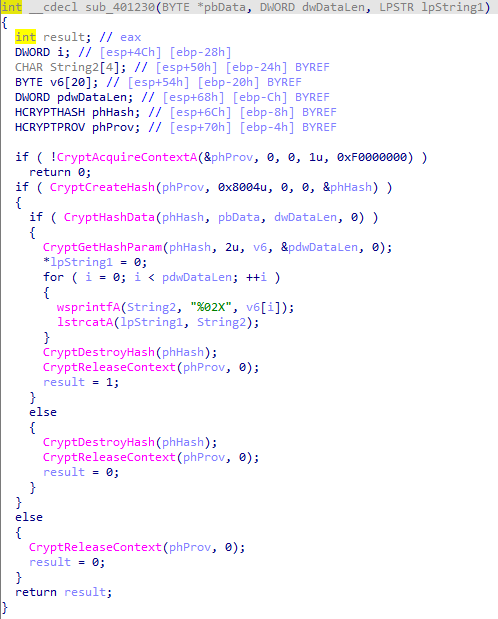 int __cdecl sub_401230(BYTE *pbData, DWORD dwDataLen, LPSTR lpString1)
{
  int result; // eax
  DWORD i; // [esp+4Ch] [ebp-28h]
  CHAR String2[4]; // [esp+50h] [ebp-24h] BYREF
  BYTE v6[20]; // [esp+54h] [ebp-20h] BYREF
  DWORD pdwDataLen; // [esp+68h] [ebp-Ch] BYREF
  HCRYPTHASH phHash; // [esp+6Ch] [ebp-8h] BYREF
  HCRYPTPROV phProv; // [esp+70h] [ebp-4h] BYREF

  if ( !CryptAcquireContextA(&phProv, 0, 0, 1u, 0xF0000000) )
    return 0;
  if ( CryptCreateHash(phProv, 0x8004u, 0, 0, &phHash) )
  {
    if ( CryptHashData(phHash, pbData, dwDataLen, 0) )
    {
      CryptGetHashParam(phHash, 2u, v6, &pdwDataLen, 0);
      *lpString1 = 0;
      for ( i = 0; i < pdwDataLen; ++i )
      {
        wsprintfA(String2, "%02X", v6[i]);
        lstrcatA(lpString1, String2);
      }
      CryptDestroyHash(phHash);
      CryptReleaseContext(phProv, 0);
      result = 1;
    }
    else
    {
      CryptDestroyHash(phHash);
      CryptReleaseContext(phProv, 0);
      result = 0;
    }
  }
  else
  {
    CryptReleaseContext(phProv, 0);
    result = 0;
  }
  return result;
}